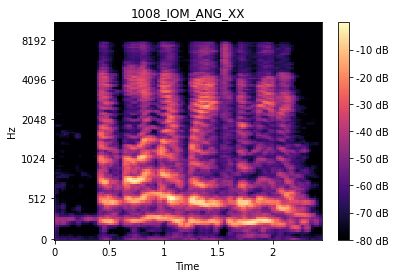 1008_IOM_ANG_XX
8192
4096
2048
1024
512
0
Hz
0
0.5
1
1.5
2
Time
-10 dB
-20 dB
-30 dB
-40 dB
-50 dB
-60 dB
-70 dB
-80 dB